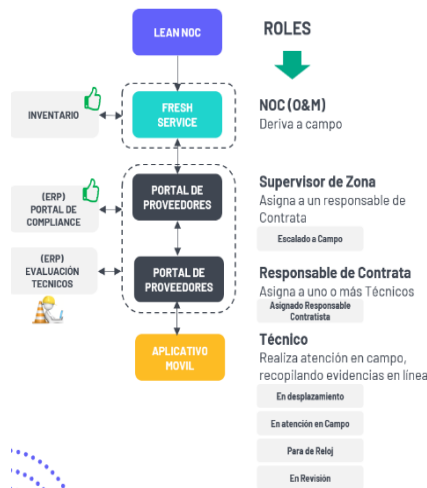 LEAN NOC
ROLES
INVENTARIO
FRESH
SERVICE
NOC (O&M)
Deriva a campo
(ERP)
PORTAL DE
COMPLIANCE
PORTAL DE
PROVEEDORES
Supervisor de Zona
Asigna a un responsable de
Contrata
Escalado a Campo
(ERP)
EVALUACIÓN
TECNICOS
PORTAL DE
PROVEEDORES
Responsable de Contrata
Asigna a uno o más Técnicos
Asignado Responsable
Contratista
APLICATIVO
MOVIL
Técnico
Realiza atención en campo,
recopilando evidencias en línea
En desplazamiento
En atención en Campo
Para de Reloj
En Revisión